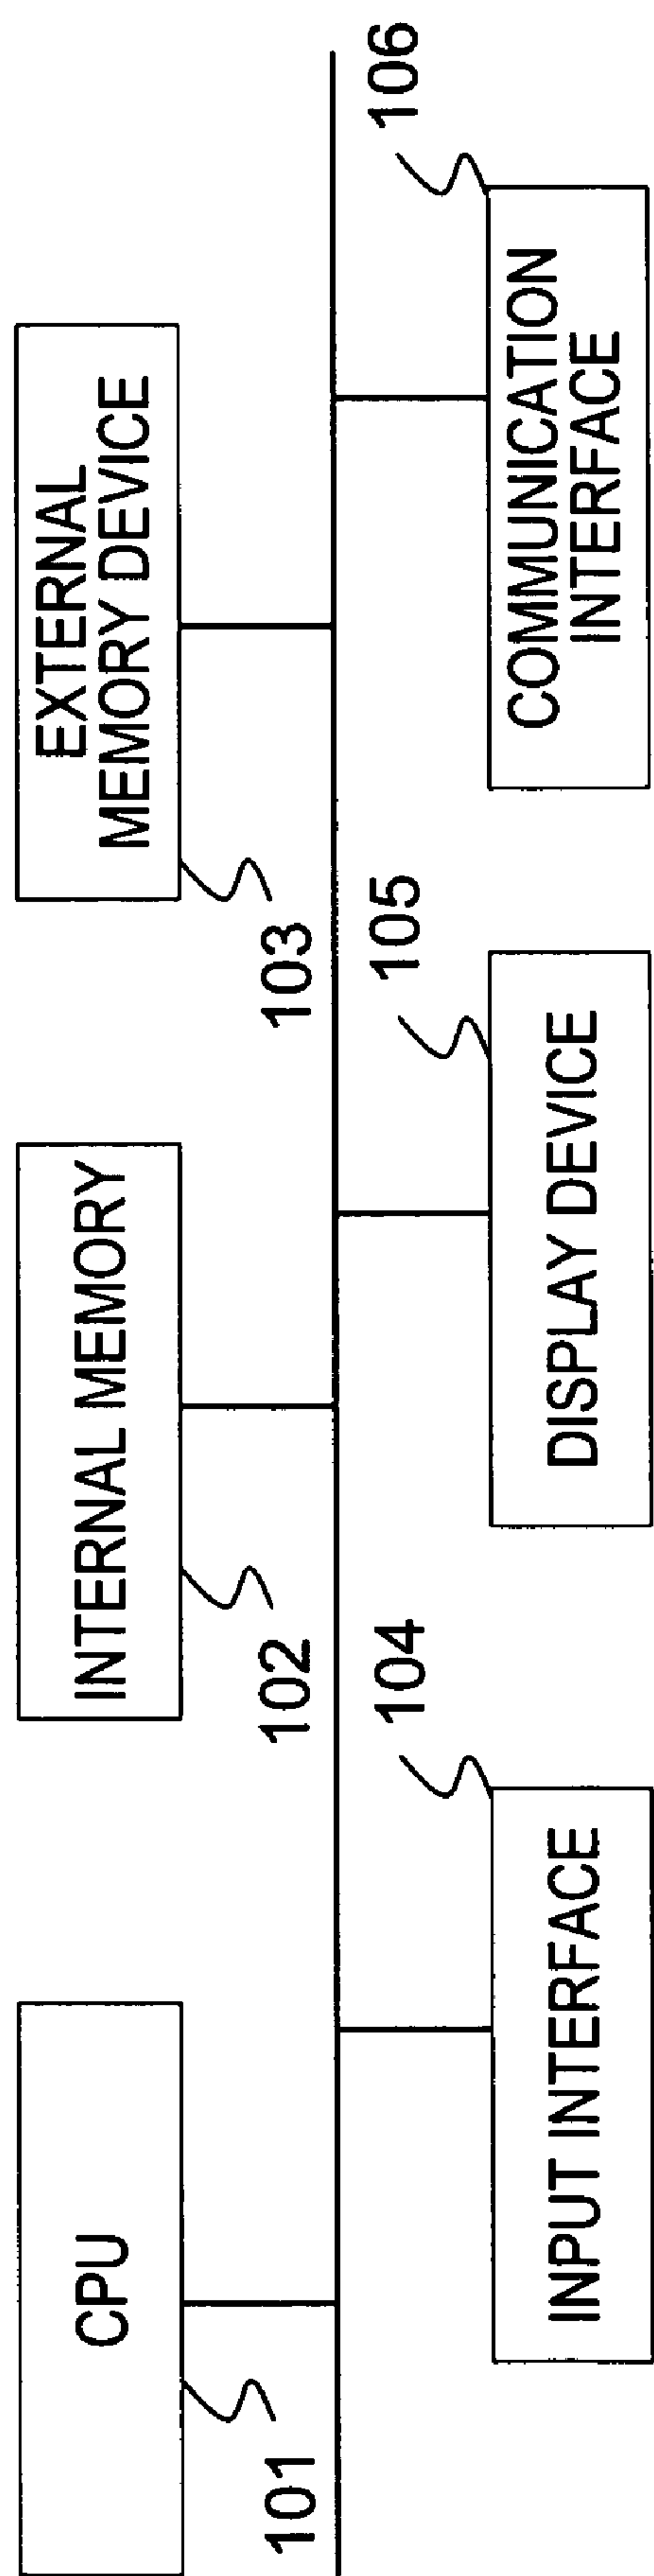 CPU
INTERNAL MEMORY
EXTERNAL
MEMORY DEVICE
101
102
103
104
105
106
INPUT INTERFACE
DISPLAY DEVICE
COMMUNICATION
INTERFACE